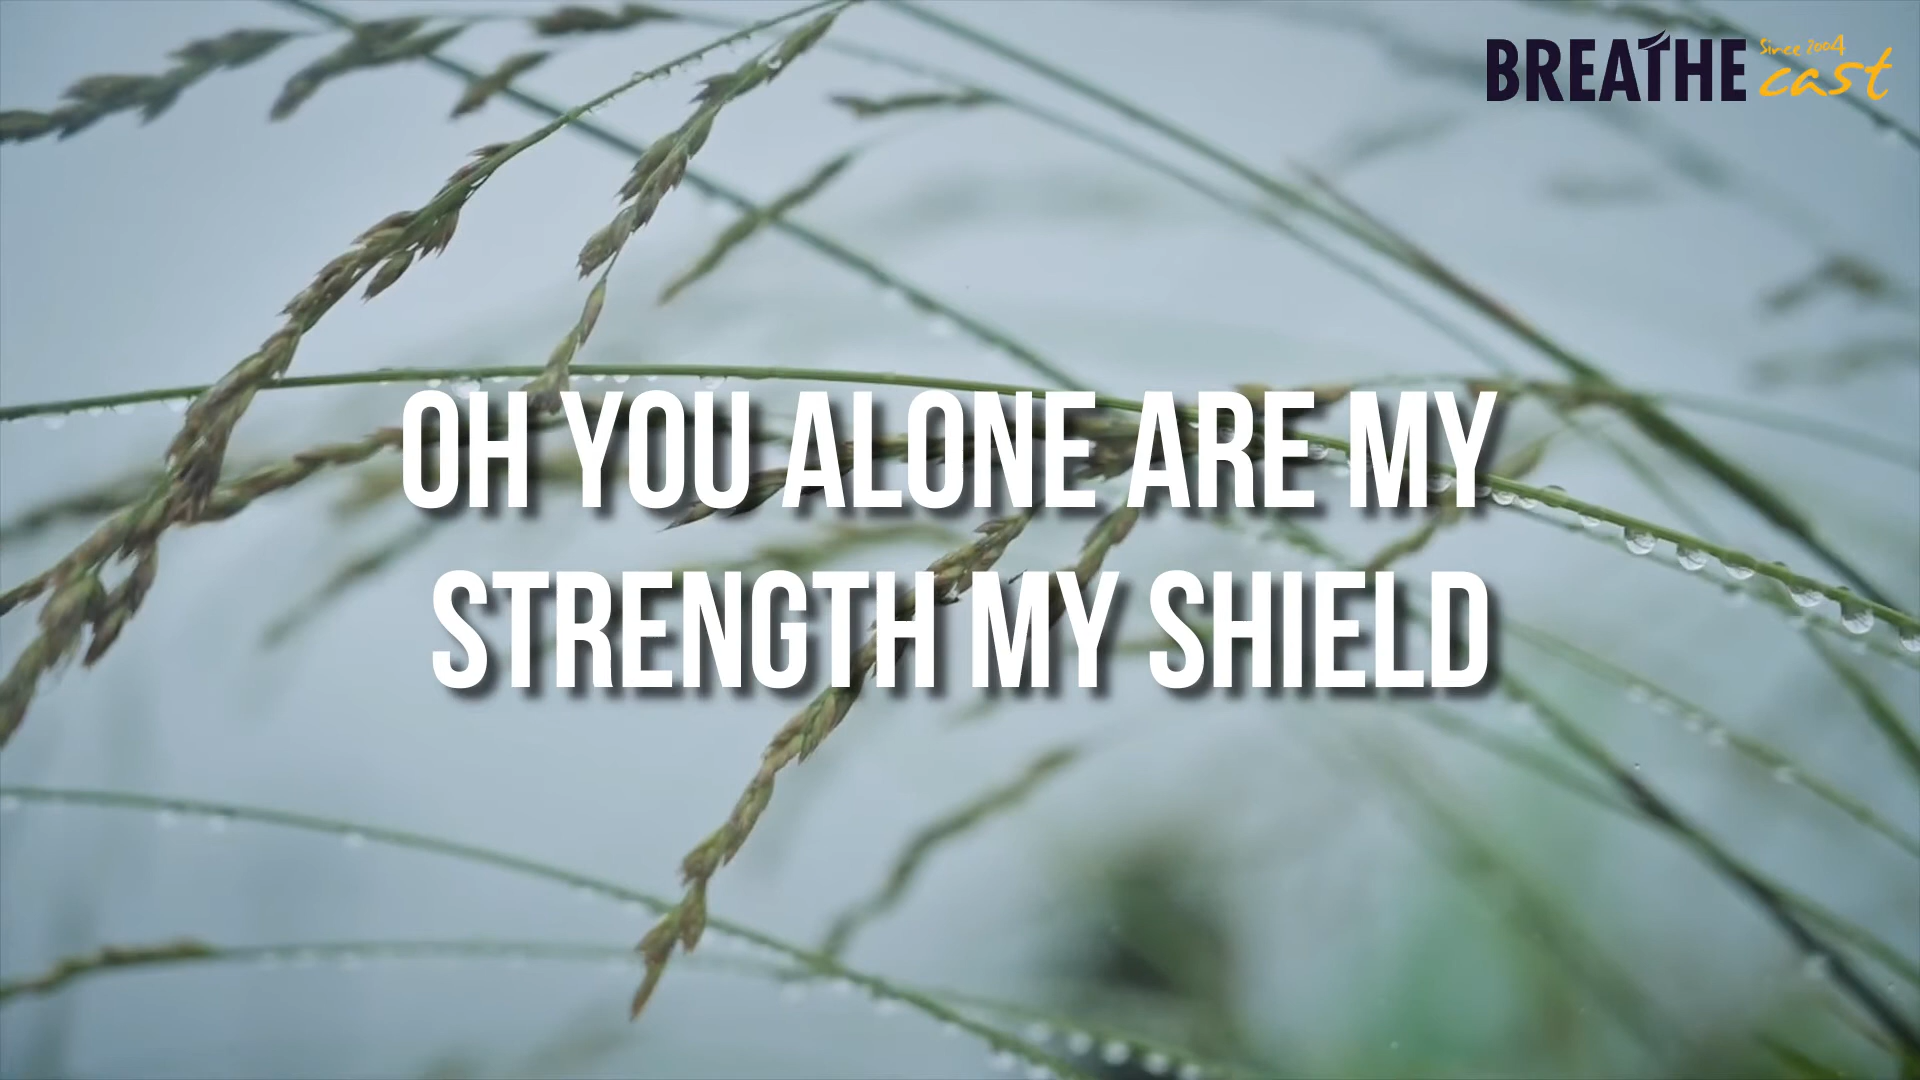 BREATHE cast
Since 2004
OH YOU ALONE ARE MY
STRENGTH MY SHIELD